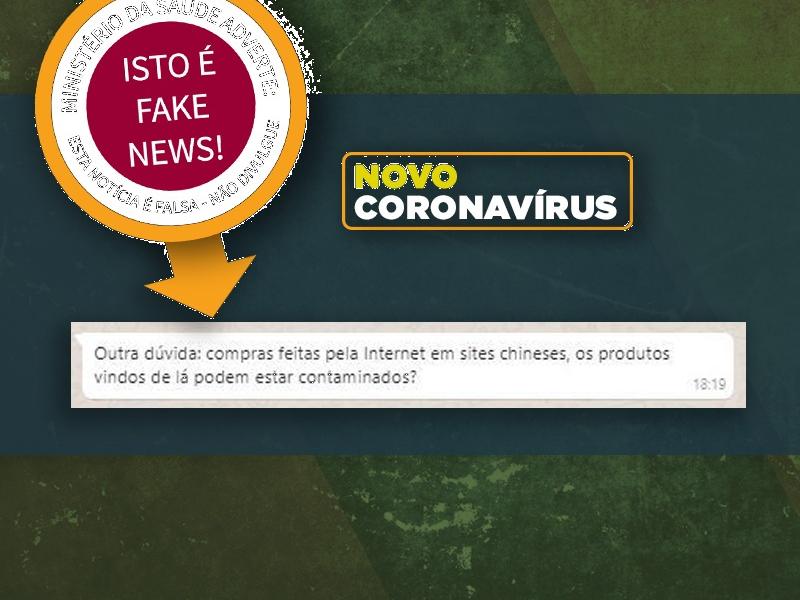 MINISTÉRIO DA SAÚDE ADVERTE:
ISTO É
FAKE
NEWS!
ESTA NOTÍCIA É FALSA - NÃO DIVULGUE
NOVO
CORONAVÍRUS
Outra dúvida: compras feitas pela Internet em sites chineses, os produtos
vindos de lá podem estar contaminados?
18:19